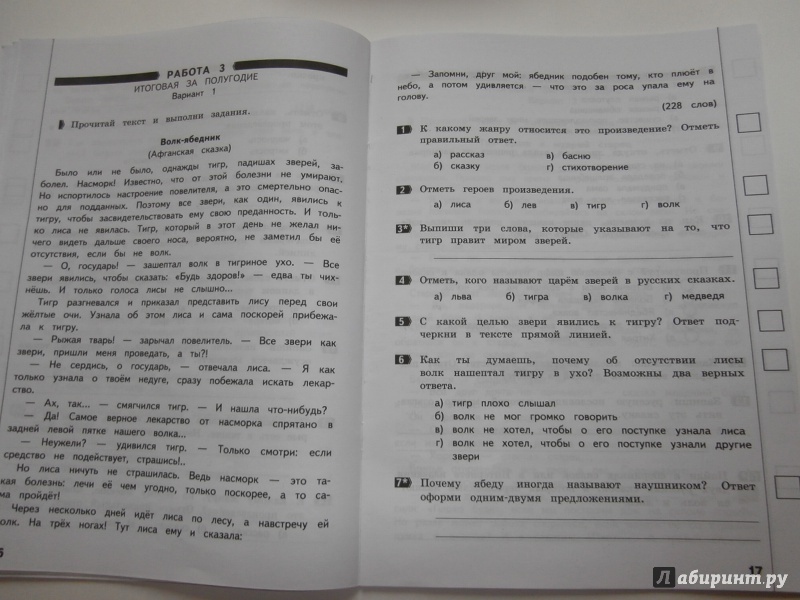 РАБОТА 3
ИТОГОВАЯ ЗА ПОЛУГОДИЕ
Вариант 1
Прочитай текст и выполни задания.
Волк-ябедник
(Афганская сказка)
Было или не было, однажды тигр, падишах зверей, за-
болел. Насморк! Известно, что от этой болезни не умирают.
Но испортилось настроение повелителя, а это смертельно опас-
но для подданных. Поэтому все звери, как один, явились к
тигру, чтобы засвидетельствовать ему свою преданность. И толь-
ко лиса не явилась. Тигр, который в этот день не желал ни-
чего видеть дальше своего носа, вероятно, не заметил бы её
отсутствия, если бы не волк.
— О, государь! — зашептал волк в тигриное ухо. — Все
звери явились, чтобы сказать: «Будь здоров!» — едва ты чих-
нёшь. И только голоса лисы не слышно...
Тигр разгневался и приказал представить лису перед свои
жёлтые очи. Узнала об этом лиса и сама поскорей прибежа-
ла к тигру.
— Рыжая тварь! — зарычал повелитель. — Все звери как
звери, пришли меня проведать, а ты?!
— Не сердись, о государь, — отвечала лиса. — Я как
только узнала о твоём недуге, сразу побежала искать лекар-
ство.
— Ах, так... — смягчился тигр. — И нашла что-нибудь?
— Да! Самое верное лекарство от насморка спрятано в
задней левой пятке нашего волка...
— Неужели? — удивился тигр. — Только смотри: если
средство не подействует, страшись!..
Но лиса ничуть не страшилась. Ведь насморк — это та-
кая болезнь: лечи её чем угодно, только поскорее, а то са-
ма пройдёт!
Через несколько дней идёт лиса по лесу, а навстречу ей
волк. На трёх ногах! Тут лиса ему и сказала:
6
— Запомни, друг мой: ябедник подобен тому, кто плюёт в
небо, а потом удивляется — что это за роса упала ему на
голову.
(228 слов)
1 К какому жанру относится это произведение? Отметь
правильный ответ.
а) рассказ в) басню
б) сказку г) стихотворение
2 Отметь героев произведения.
а) лиса б) лев в) тигр г) волк
3* Выпиши три слова, которые указывают на то, что
тигр правит миром зверей.
4 Отметь, кого называют царём зверей в русских сказках.
а) льва б) тигра в) волка г) медведя
5 С какой целью звери явились к тигру? Ответ под-
черкни в тексте прямой линией.
6 Как ты думаешь, почему об отсутствии лисы
волк нашептал тигру в ухо? Возможны два верных
ответа.
а) тигр плохо слышал
б) волк не мог громко говорить
в) волк не хотел, чтобы о его поступке узнала лиса
г) волк не хотел, чтобы о его поступке узнали другие
звери
7* Почему ябеду иногда называют наушником? Ответ
оформи одним-двумя предложениями.
17
Лабиринт.ру